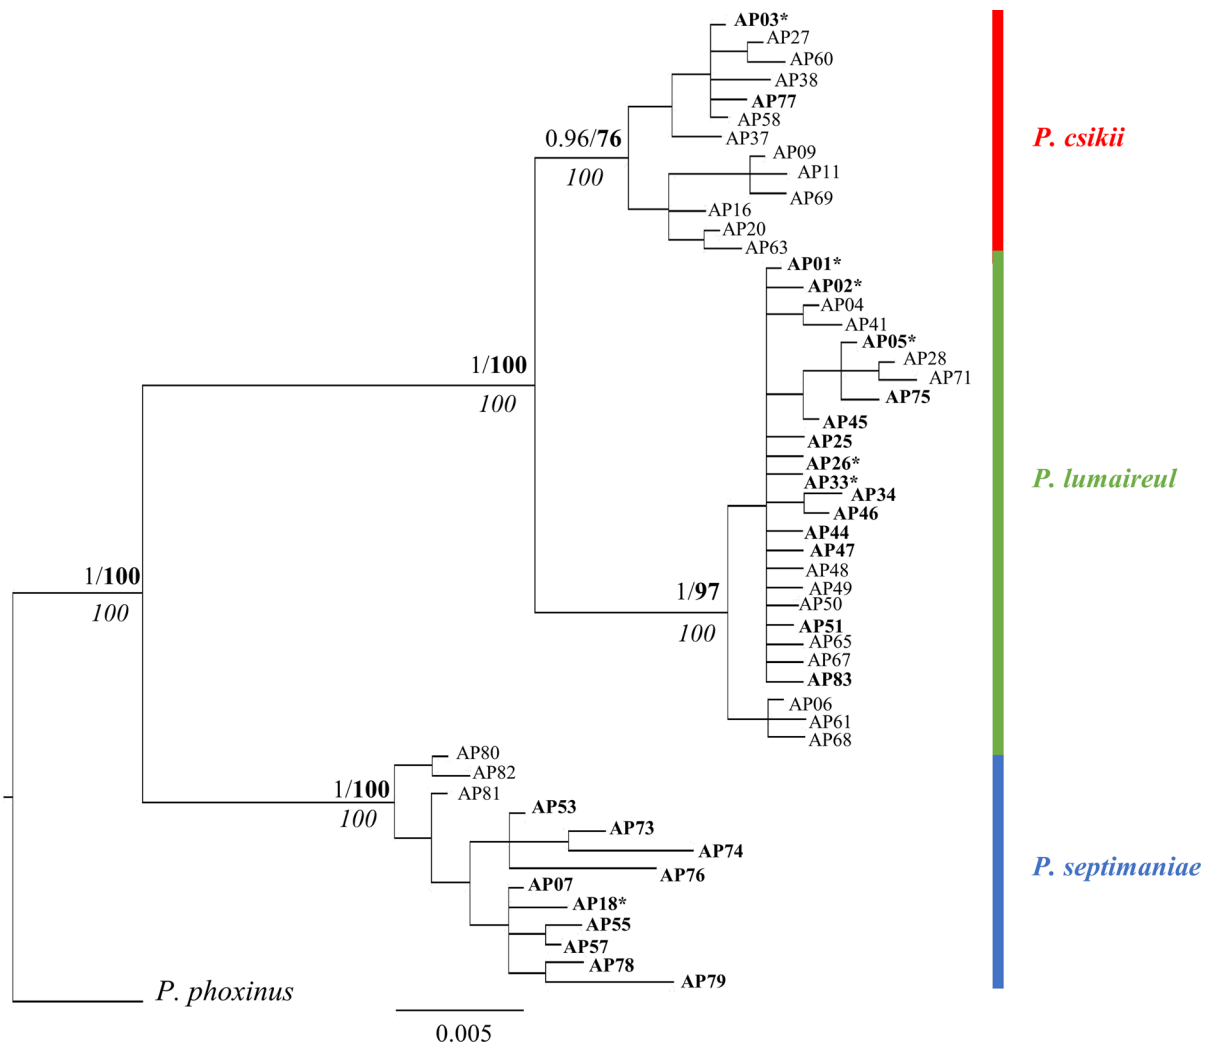 AP03*
AP27
AP60
AP38
AP77
AP58
AP37
0.96/76
100
P. csikii
AP09
AP11
AP69
AP16
AP20
AP63
AP01*
AP02*
AP04
AP41
AP05*
AP28
AP71
AP75
1/100
100
AP45
AP25
AP26*
AP33*
AP34
AP46
P. lumaireul
AP44
AP47
AP48
AP49
AP50
AP51
AP65
AP67
AP83
1/97
100
1/100
100
AP06
AP61
AP68
AP80
AP82
AP81
1/100
100
AP53
AP73
AP74
AP76
P. septimaniae
AP07
AP18*
AP55
AP57
AP78
AP79
P. phoxinus
0.005